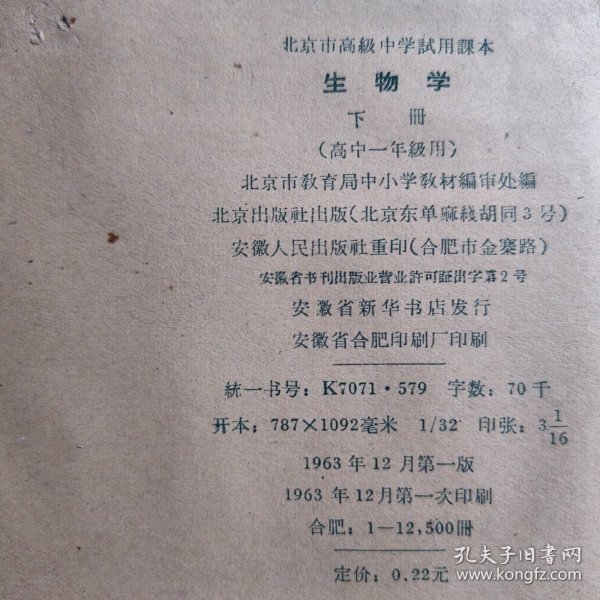 北京市高級中学試用課本
生物学
下冊
(高中一年級用)
北京市教育局中小学教材編审处編
北京出版社出版(北京东单麻綫胡同3号)
安徽人民出版社重印(合肥市金寨路)
安徽省书刊出版业营业許可証出字第2号
安徽省新华书店发行
安徽省合肥印刷厂印刷
統一书号：K7071·579 字数：70千
开本：787×1092毫米 1/32 印张：3 1/16
1963年12月第一版
1963年12月第一次印刷
合肥：1—12,500冊
定价：0.22元
孔夫子旧书网
www.kongfz.com